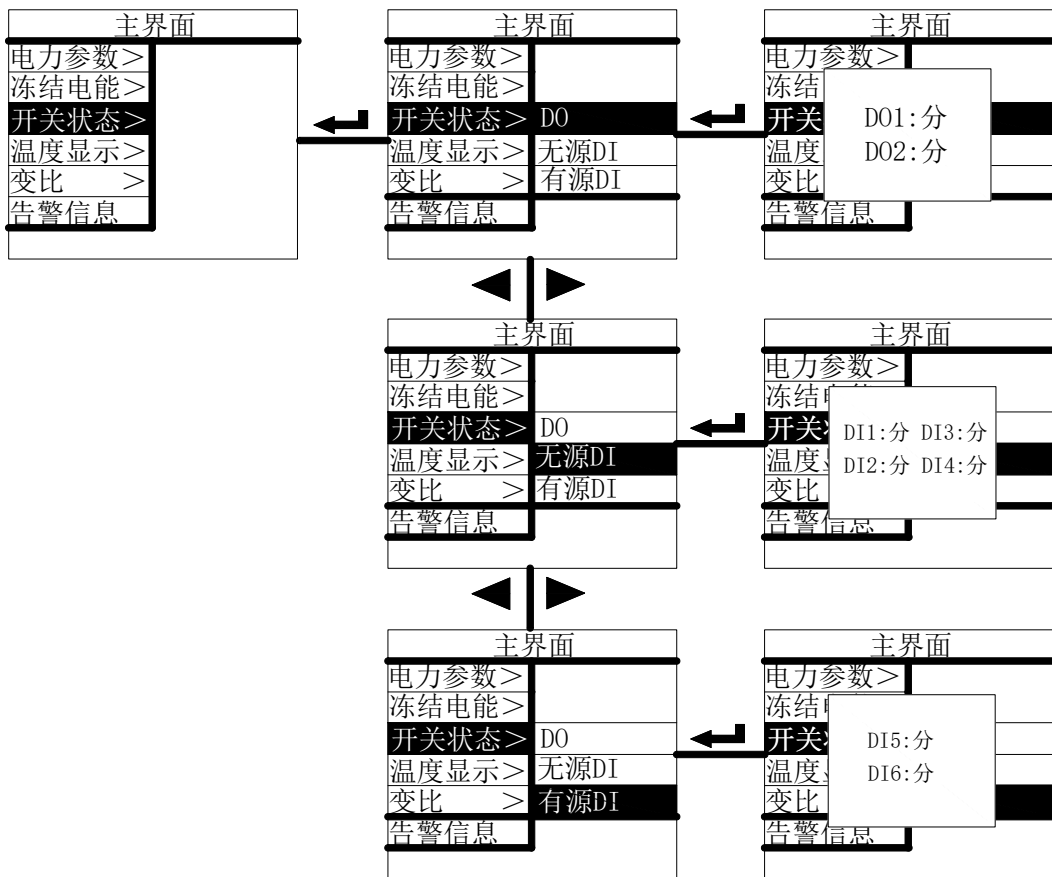 主界面
电力参数>
冻结电能>
开关状态>
温度显示>
变比 >
告警信息
主界面
电力参数>
冻结电能>
开关状态> DO
温度显示> 无源DI
变比 > 有源DI
告警信息
主界面
电力参数>
冻结
开关
温度
变比
告警信息
DO1:分
DO2:分
主界面
电力参数>
冻结电能>
开关状态> DO
温度显示> 无源DI
变比 > 有源DI
告警信息
主界面
电力参数>
冻结
开关
温度
变比
告警信息
DI1:分 DI3:分
DI2:分 DI4:分
主界面
电力参数>
冻结电能>
开关状态> DO
温度显示> 无源DI
变比 > 有源DI
告警信息
主界面
电力参数>
冻结
开关
温度
变比
告警信息
DI5:分
DI6:分